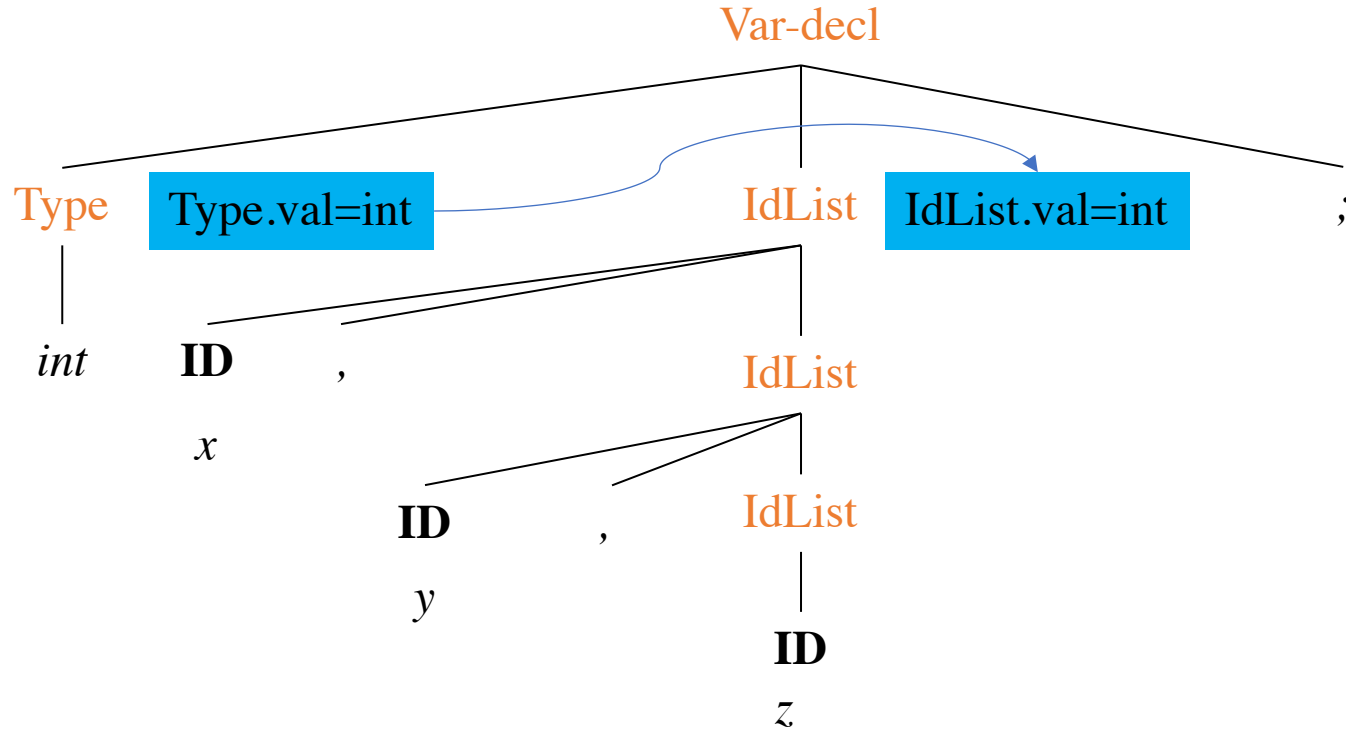 Var-decl
Type Type.val=int IdList IdList.val=int ;
int ID , IdList
x
ID , IdList
y
ID
z